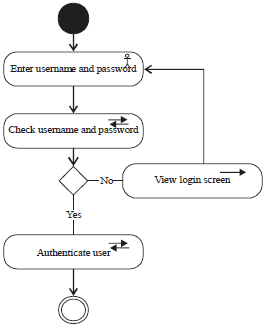 Enter username and password
Check username and password
No
View login screen
Yes
Authenticate user